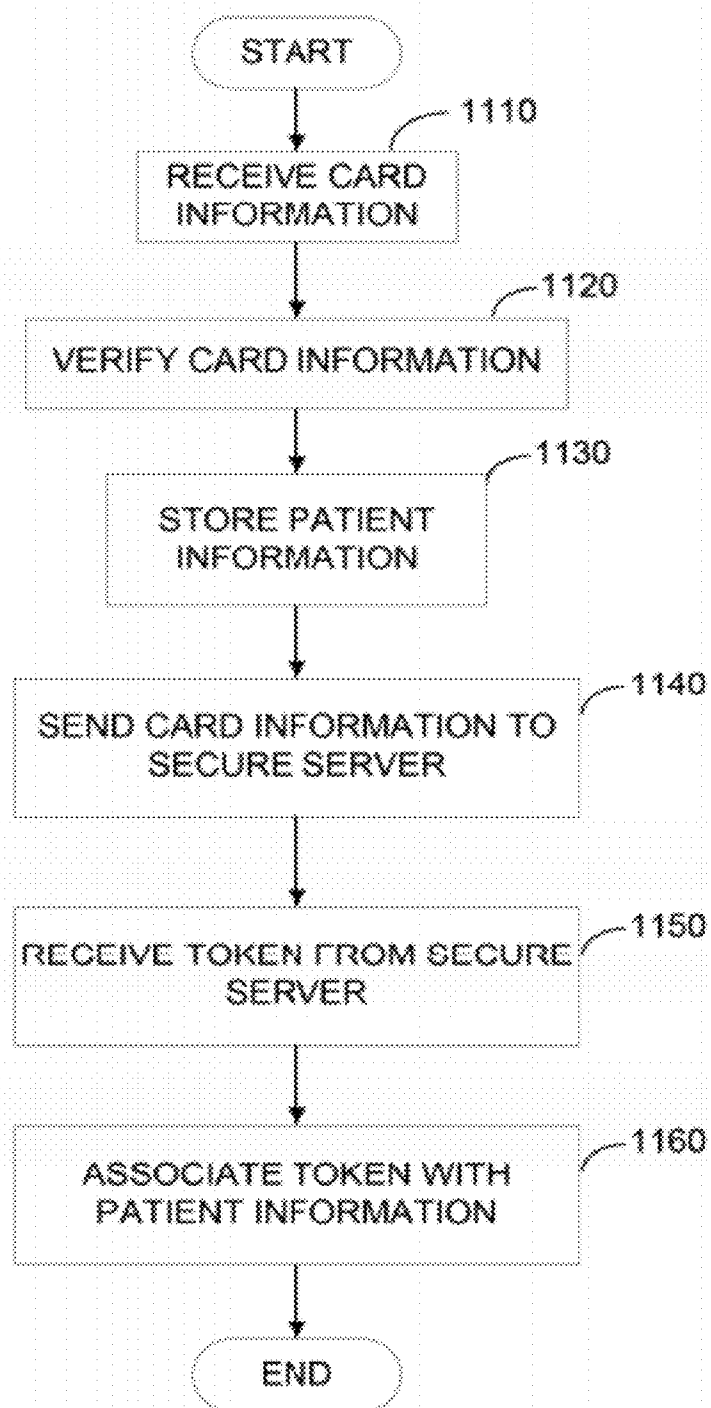 START
1110
RECEIVE CARD
INFORMATION
1120
VERIFY CARD INFORMATION
1130
STORE PATIENT
INFORMATION
1140
SEND CARD INFORMATION TO
SECURE SERVER
1150
RECEIVE TOKEN FROM SECURE
SERVER
1160
ASSOCIATE TOKEN WITH
PATIENT INFORMATION
END